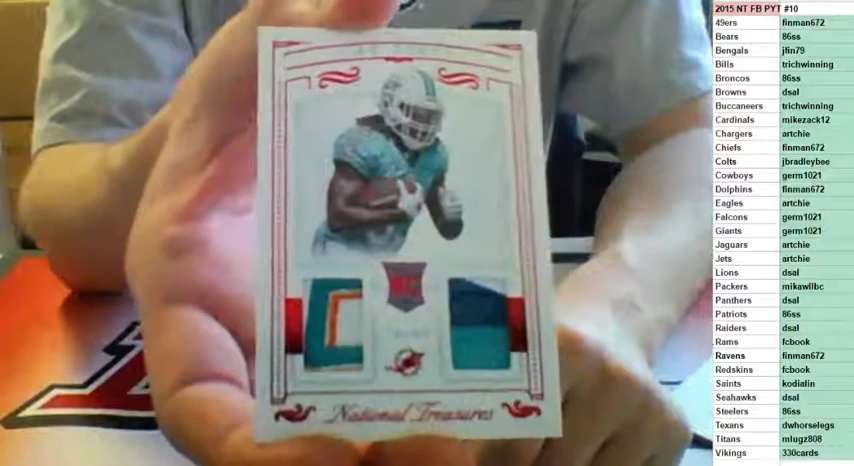 2015 NT FB PYT #10
49ers finman672
Bears 86ss
Bengals jfin79
Bills trichwinning
Broncos 86ss
Browns dsal
Buccaneers trichwinning
Cardinals mikezack12
Chargers artchie
Chiefs finman672
Colts jbradleybee
Cowboys germ1021
Dolphins finman672
Eagles artchie
Falcons germ1021
Giants germ1021
Jaguars artchie
Jets artchie
Lions dsal
Packers mikawllbc
Panthers dsal
Patriots 86ss
Raiders dsal
Rams fcbook
Ravens finman672
Redskins fcbook
Saints kodialin
Seahawks dsal
Steelers 86ss
Texans dwhorselegs
Titans mlugz808
Vikings 330cards
RC
National Treasures